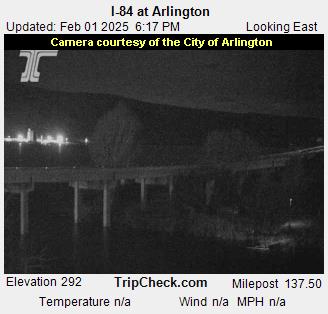 I-84 at Arlington
Updated: Feb 01 2025 6:17 PM Looking East
Camera courtesy of the City of Arlington
Elevation 292 TripCheck.com Milepost 137.50
Temperature n/a Wind n/a MPH n/a